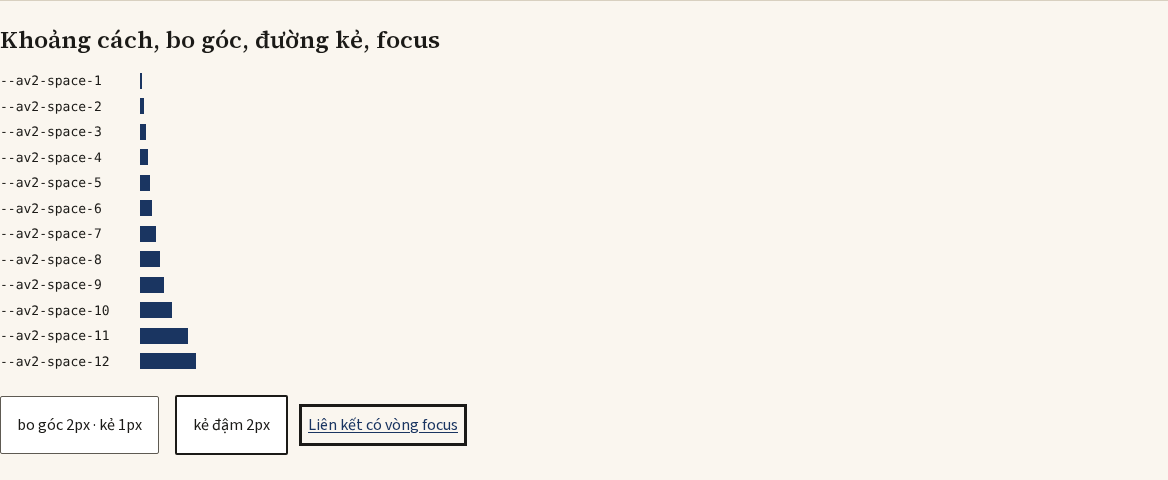 Khoảng cách, bo góc, đường kẻ, focus
--av2-space-1
--av2-space-2
--av2-space-3
--av2-space-4
--av2-space-5
--av2-space-6
--av2-space-7
--av2-space-8
--av2-space-9
--av2-space-10
--av2-space-11
--av2-space-12
bo góc 2px · kẻ 1px
kẻ đậm 2px
Liên kết có vòng focus